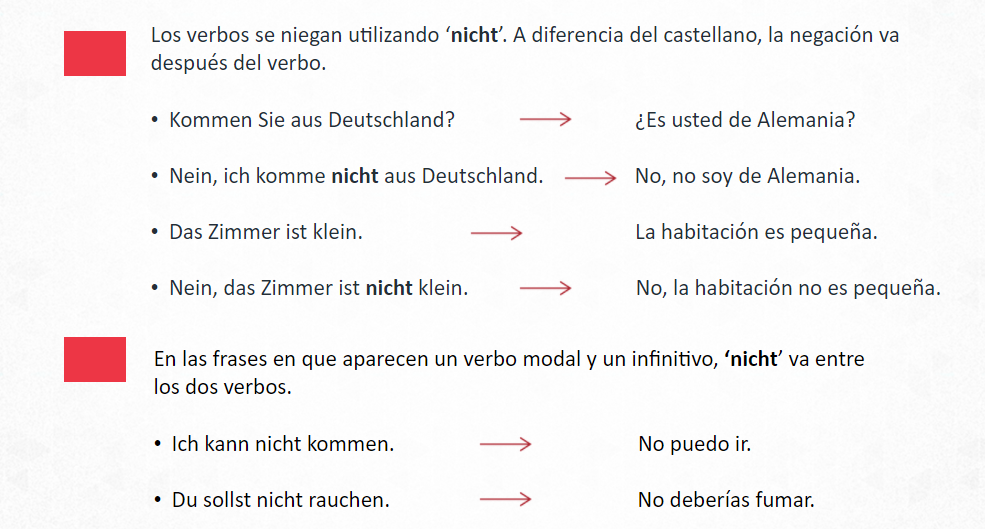 Los verbos se niegan utilizando ‘nicht’. A diferencia del castellano, la negación va
después del verbo.
• Kommen Sie aus Deutschland? ¿Es usted de Alemania?
• Nein, ich komme nicht aus Deutschland. No, no soy de Alemania.
• Das Zimmer ist klein. La habitación es pequeña.
• Nein, das Zimmer ist nicht klein. No, la habitación no es pequeña.
En las frases en que aparecen un verbo modal y un infinitivo, ‘nicht’ va entre
los dos verbos.
• Ich kann nicht kommen. No puedo ir.
• Du sollst nicht rauchen. No deberías fumar.